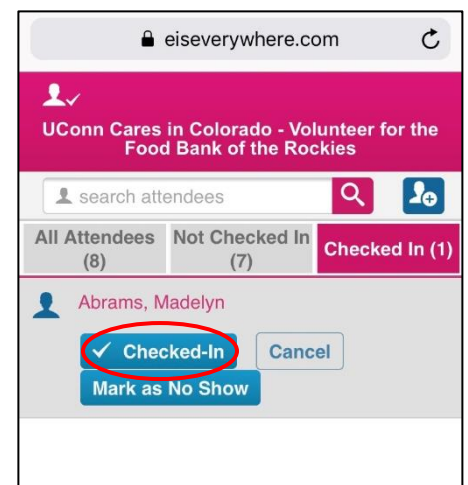 eiseverywhere.com
UConn Cares in Colorado - Volunteer for the
Food Bank of the Rockies
search attendees
All Attendees Not Checked In Checked In (1)
(8) (7)
Abrams, Madelyn
Checked-In Cancel
Mark as No Show